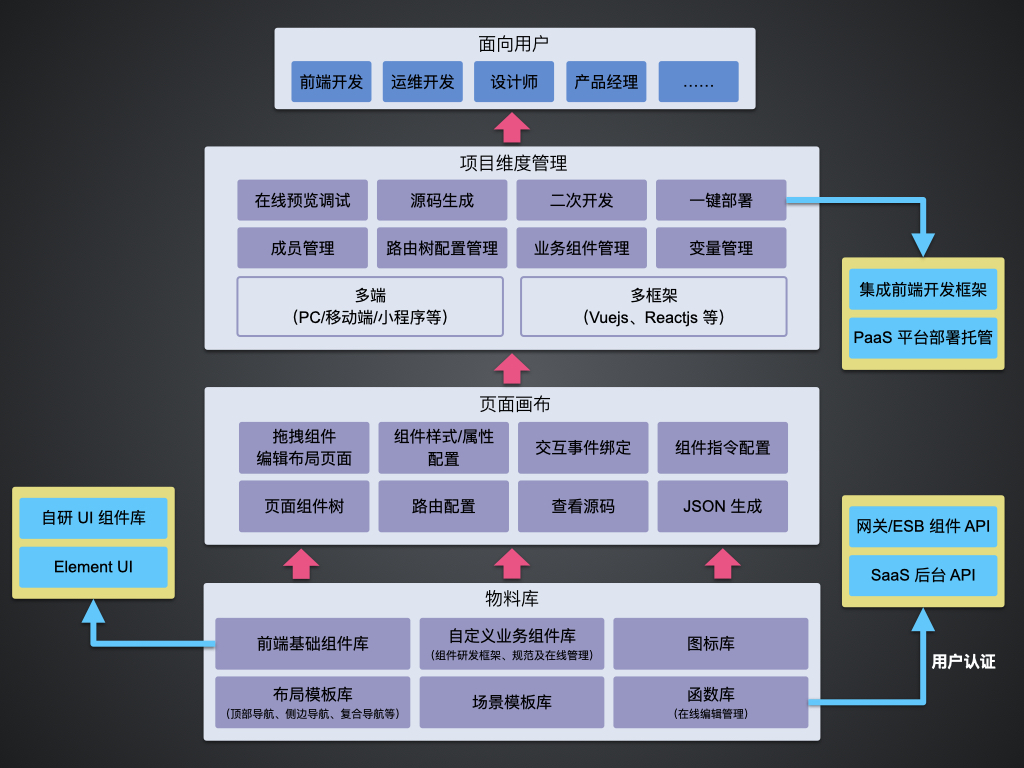 面向用户
前端开发
运维开发
设计师
产品经理
……
项目维度管理
在线预览调试
源码生成
二次开发
一键部署
成员管理
路由树配置管理
业务组件管理
变量管理
多端
（PC/移动端/小程序等）
多框架
（Vuejs、Reactjs 等）
集成前端开发框架
PaaS 平台部署托管
页面画布
拖拽组件
编辑布局页面
组件样式/属性
配置
交互事件绑定
组件指令配置
页面组件树
路由配置
查看源码
JSON 生成
自研 UI 组件库
Element UI
网关/ESB 组件 API
SaaS 后台 API
物料库
前端基础组件库
自定义业务组件库
（组件研发框架、规范及在线管理）
图标库
布局模板库
（顶部导航、侧边导航、复合导航等）
场景模板库
函数库
（在线编辑管理）
用户认证